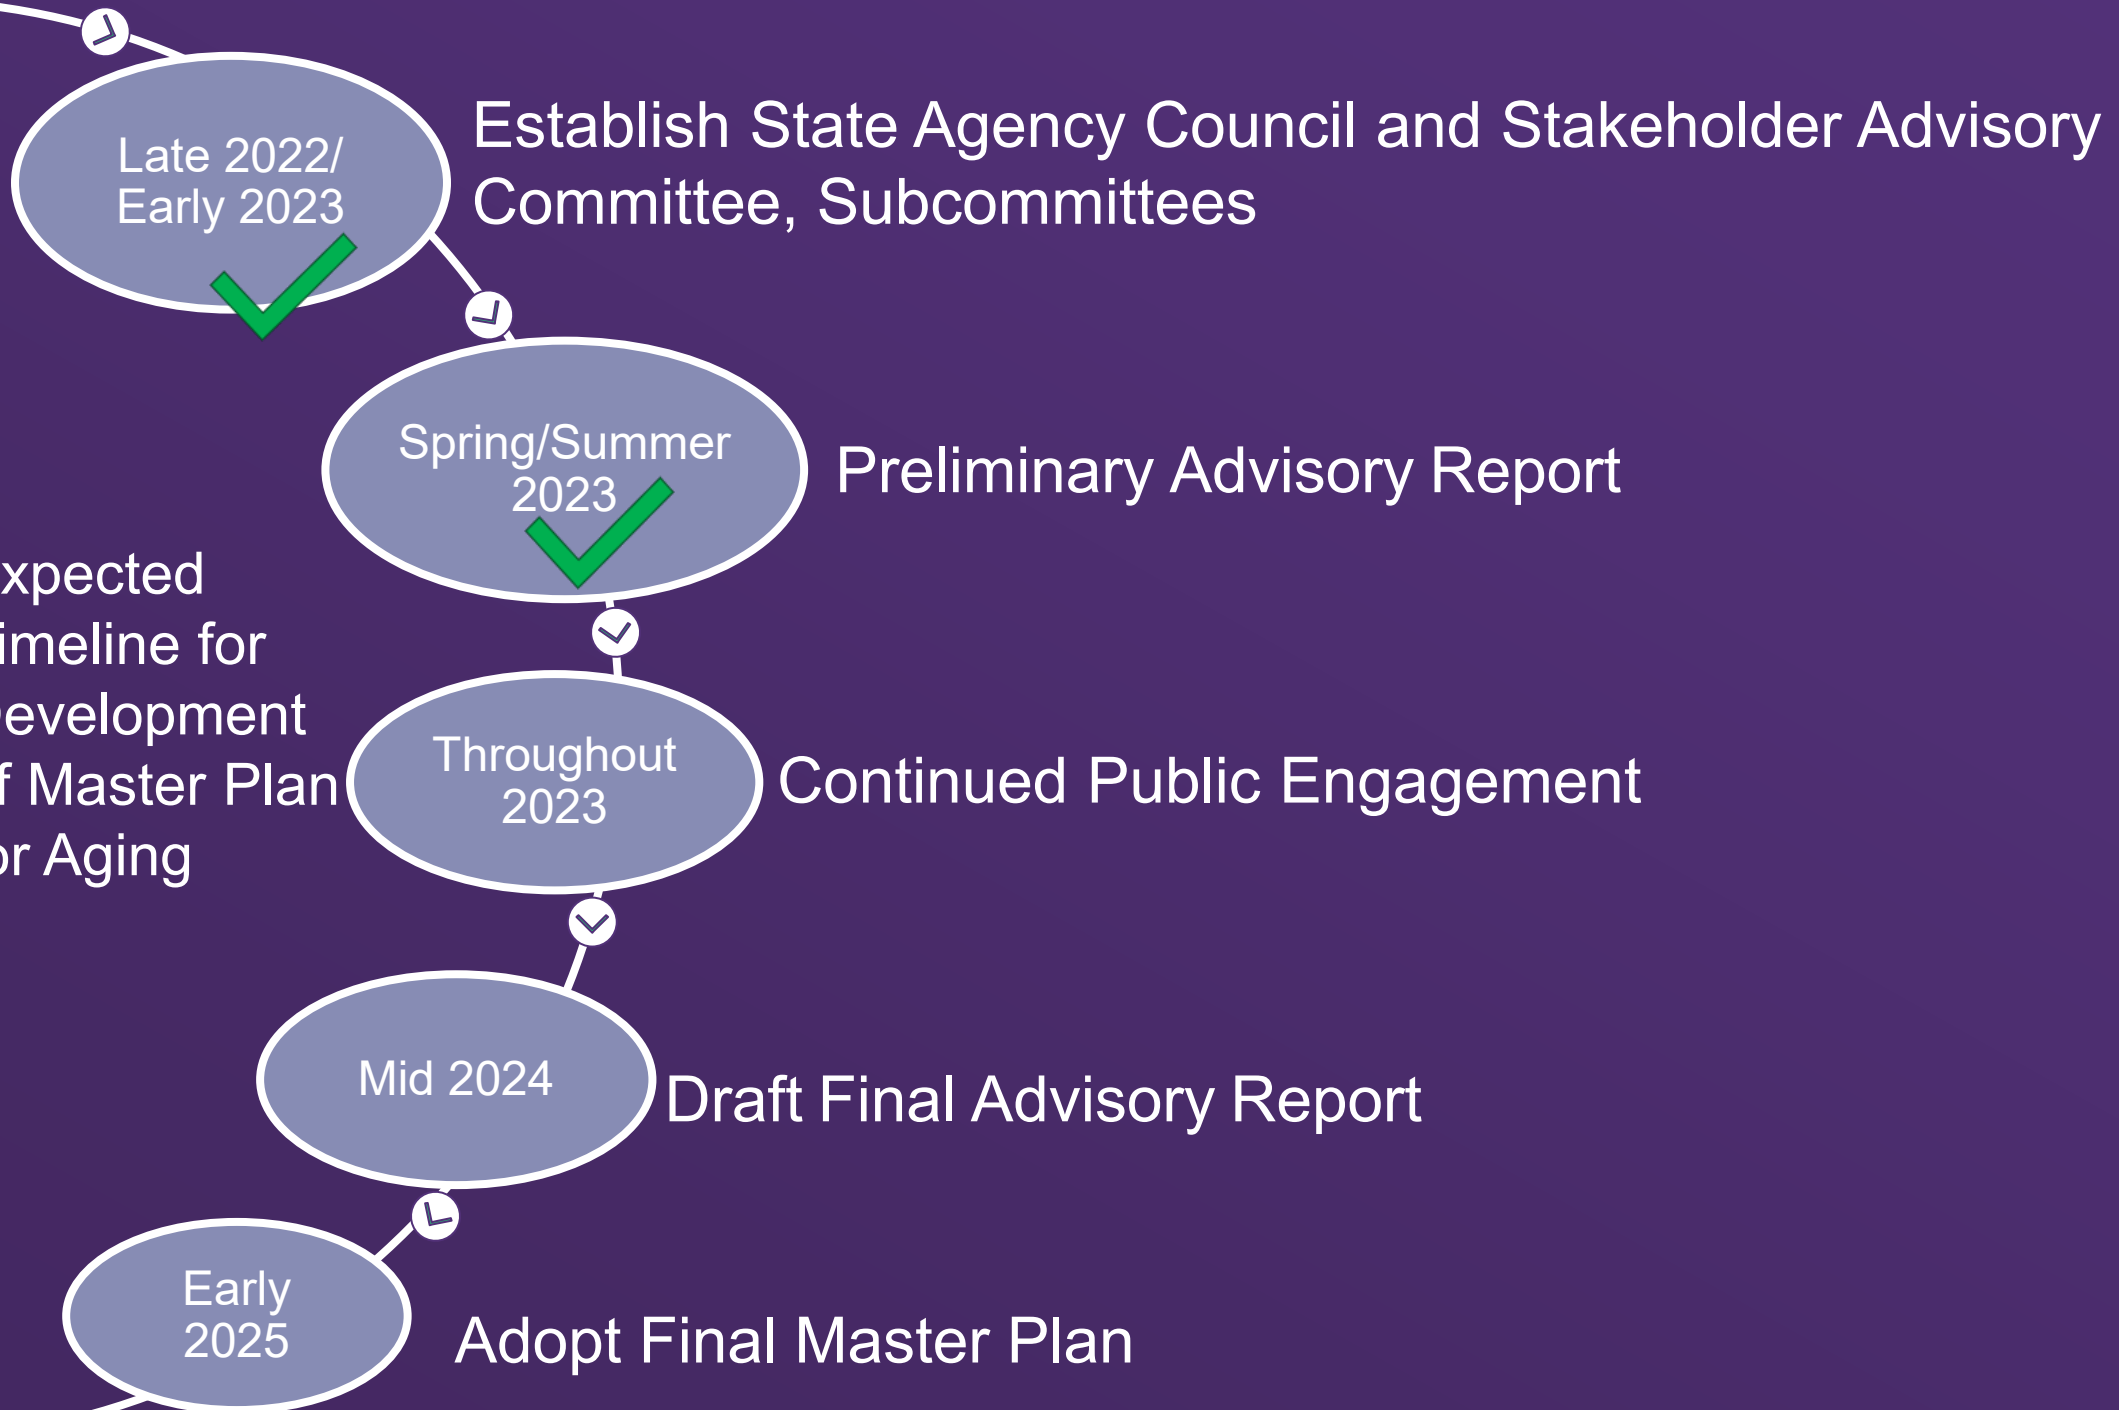 Late 2022/
Early 2023
Establish State Agency Council and Stakeholder Advisory
Committee, Subcommittees
Spring/Summer
2023
Preliminary Advisory Report
xpected
imeline for
evelopment
f Master Plan
or Aging
Throughout
2023
Continued Public Engagement
Mid 2024
Draft Final Advisory Report
Early
2025
Adopt Final Master Plan